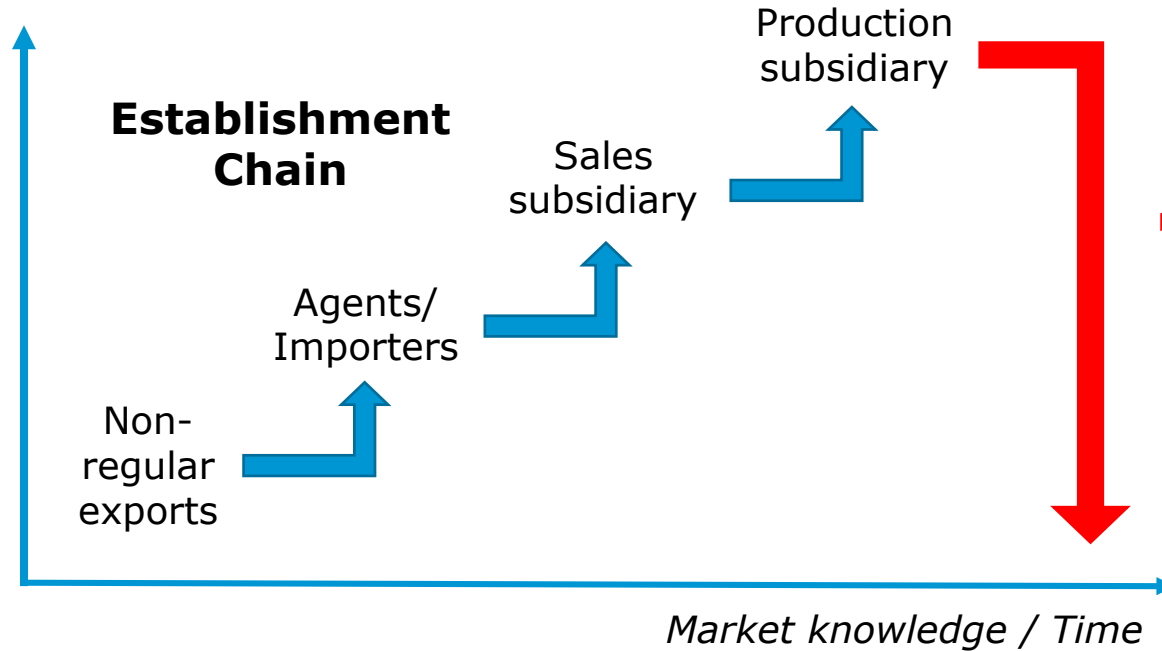 Production
subsidiary
Establishment
Chain
Sales
subsidiary
Agents/
Importers
Non-
regular
exports
Market knowledge / Time